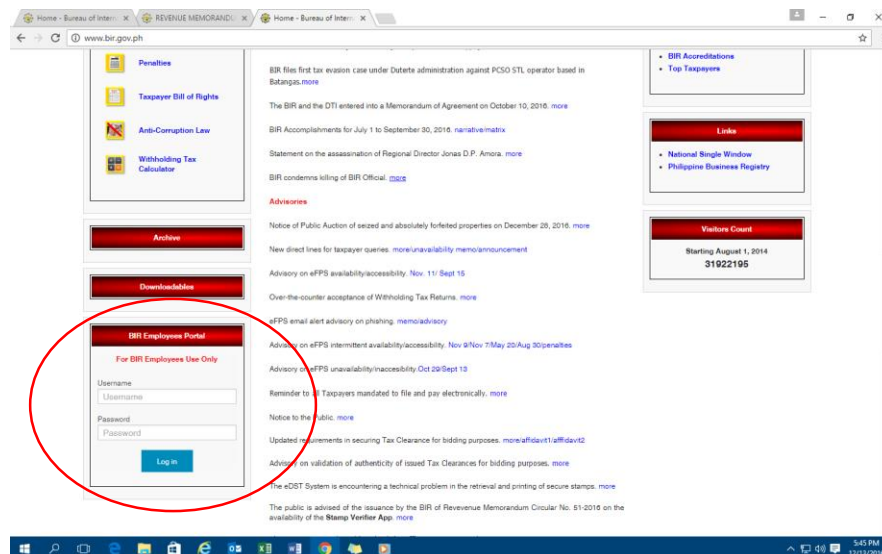 Home - Bureau of Intern
REVENUE MEMORANDU
Home - Bureau of Intern
www.bir.gov.ph
Penalties
Taxpayer Bill of Rights
Anti-Corruption Law
Withholding Tax
Calculator
Archive
Downloadables
BIR Employees Portal
For BIR Employees Use Only
Username
Username
Password
Password
Log in
BIR files first tax evasion case under Duterte administration against PCSO STL operator based in
Batangas.more
The BIR and the DTI entered into a Memorandum of Agreement on October 10, 2016. more
BIR Accomplishments for July 1 to September 30, 2016. narrative/matrix
Statement on the assassination of Regional Director Jonas D.P. Amora. more
BIR condemns killing of BIR Official. more
Advisories
Notice of Public Auction of seized and absolutely forfeited properties on December 28, 2016. more
New direct lines for taxpayer queries. more/unavailability memo/announcement
Advisory on eFPS availability/accessibility. Nov. 11/ Sept 15
Over-the-counter acceptance of Withholding Tax Returns. more
eFPS email alert advisory on phishing. memo/advisory
Advisory on eFPS intermittent availability/accessibility. Nov 9/Nov 7/May 20/Aug 30/penalties
Advisory on eFPS unavailability/inaccesibility.Oct 29/Sept 13
Reminder to all Taxpayers mandated to file and pay electronically. more
Notice to the Public. more
Updated requirements in securing Tax Clearance for bidding purposes. more/affidavit1/afffidavit2
Advisory on validation of authenticity of issued Tax Clearances for bidding purposes. more
The eDST System is encountering a technical problem in the retrieval and printing of secure stamps. more
The public is advised of the issuance by the BIR of Revevenue Memorandum Circular No. 51-2016 on the
availability of the Stamp Verifier App. more
BIR Accreditations
Top Taxpayers
Links
National Single Window
Philippine Business Registry
Visitors Count
Starting August 1, 2014
31922195
5:45 PM